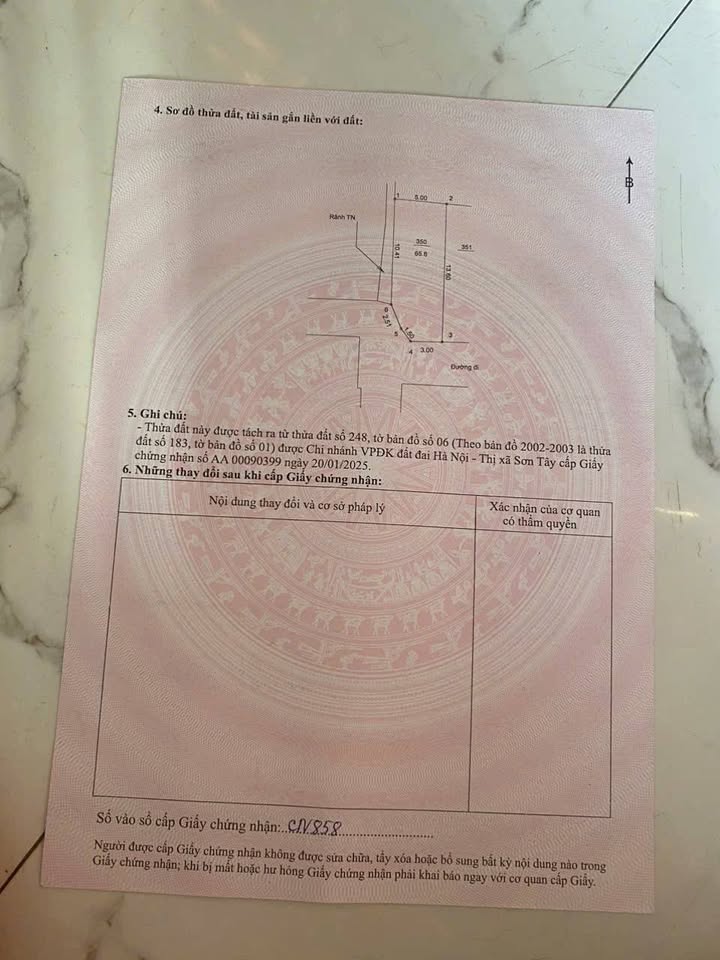 4. Sơ đồ thửa đất, tài sản gắn liền với đất:
B
1 5.00 2
Rãnh TN
10.41
350
65.8
351
13.60
6
2.51
5
1.50
4 3.00 3
Đường đi
5. Ghi chú:
- Thửa đất này được tách ra từ thửa đất số 248, tờ bản đồ số 06 (Theo bản đồ 2002-2003 là thửa
đất số 183, tờ bản đồ số 01) được Chi nhánh VPĐK đất đai Hà Nội - Thị xã Sơn Tây cấp Giấy
chứng nhận số AA 00090399 ngày 20/01/2025.
6. Những thay đổi sau khi cấp Giấy chứng nhận:
Nội dung thay đổi và cơ sở pháp lý
Xác nhận của cơ quan
có thẩm quyền
Số vào sổ cấp Giấy chứng nhận: CN858
Người được cấp Giấy chứng nhận không được sửa chữa, tẩy xóa hoặc bổ sung bất kỳ nội dung nào trong
Giấy chứng nhận; khi bị mất hoặc hư hỏng Giấy chứng nhận phải khai báo ngay với cơ quan cấp Giấy.